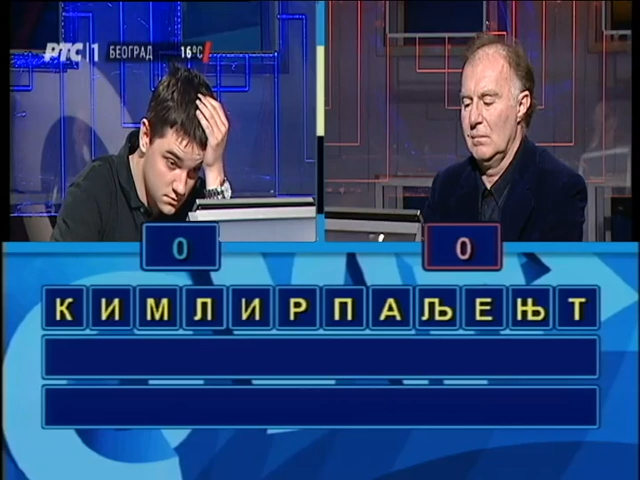 РТС 1 БЕОГРАД 16°C
0 0
К И М Л И Р П А Љ Е Њ Т